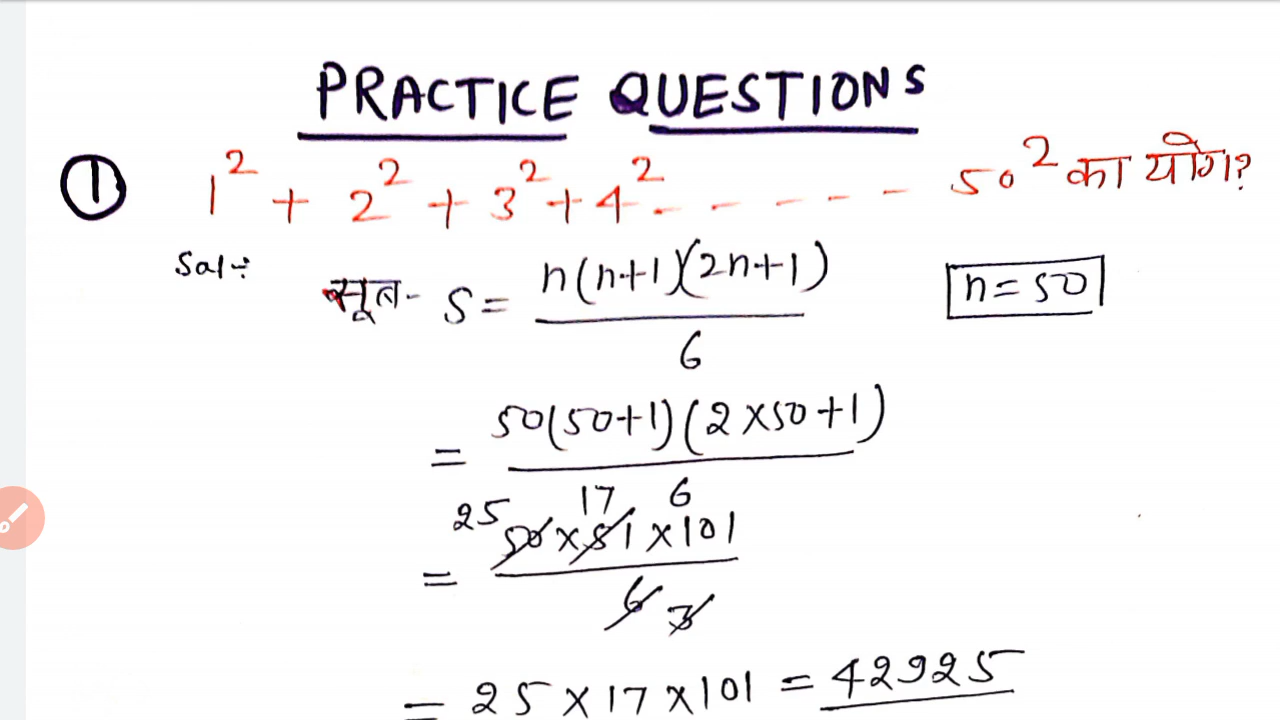 PRACTICE QUESTIONS
① 1² + 2² + 3² + 4² - - - - - - 50² का योग?
Sol÷
सूत्र- S = n(n+1)(2n+1) / 6
n=50
= 50(50+1)(2×50+1) / 6
25 17
= 50×51×101 / 6 3
= 25×17×101 = 42925